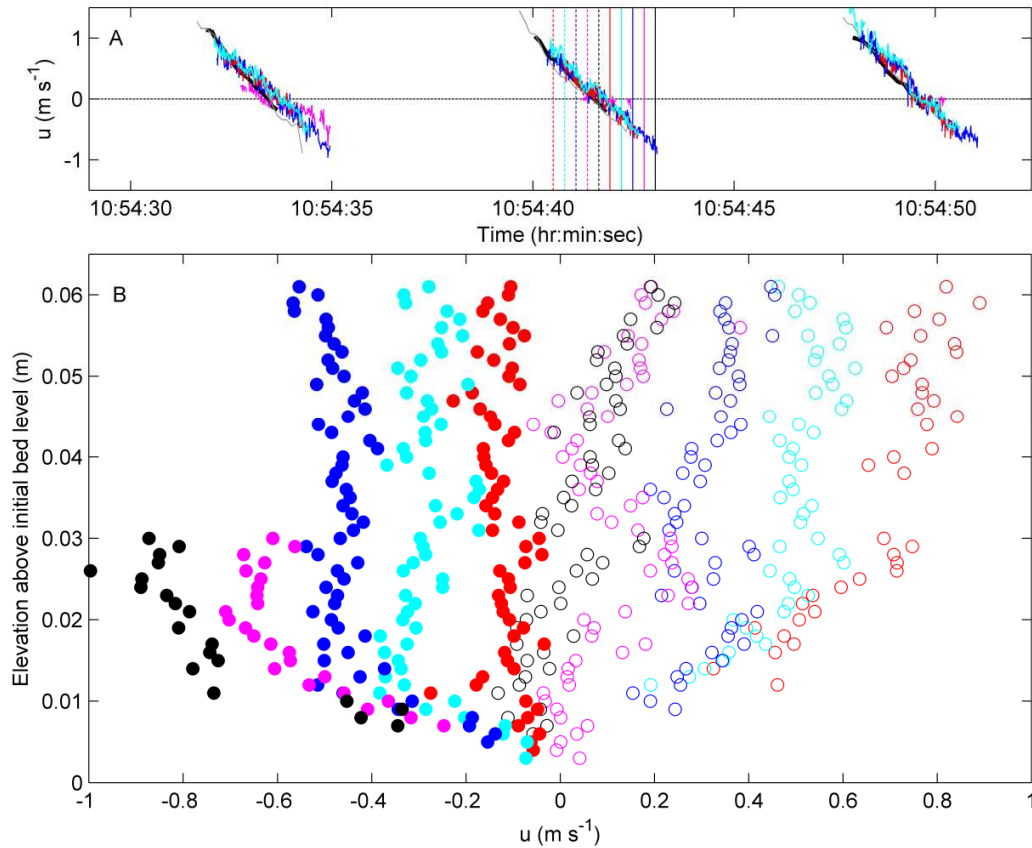 A
1
0
-1
u (m s-1)
10:54:30 10:54:35 10:54:40 10:54:45 10:54:50
Time (hr:min:sec)
B
0.06
0.05
0.04
0.03
0.02
0.01
0
Elevation above initial bed level (m)
-1 -0.8 -0.6 -0.4 -0.2 0 0.2 0.4 0.6 0.8 1
u (m s-1)